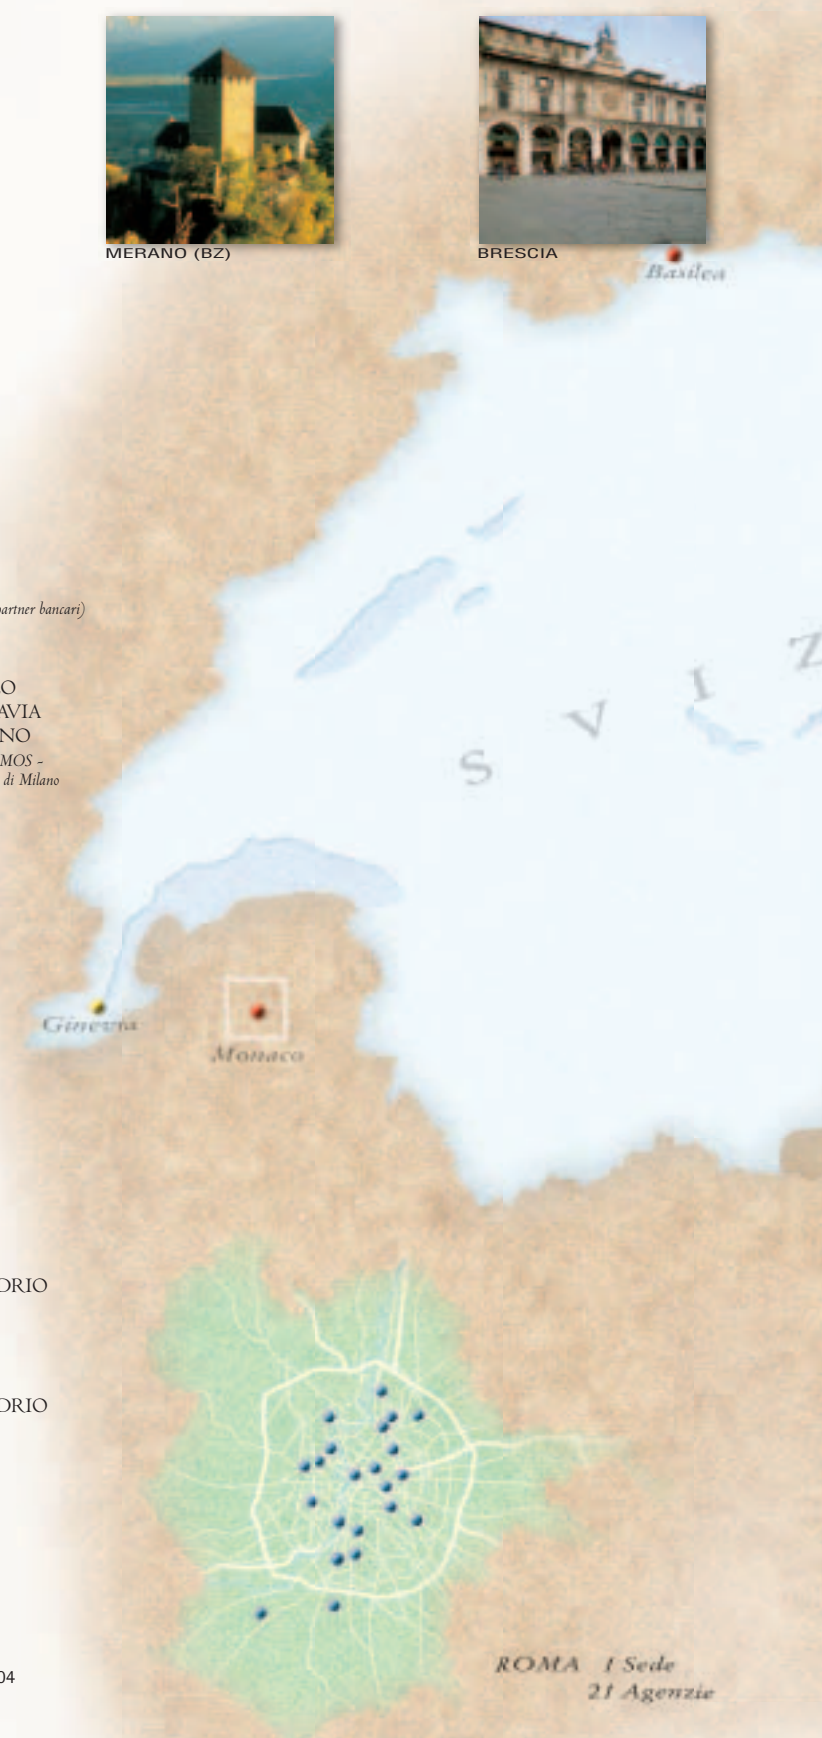 MERANO (BZ)
BRESCIA
Basilea
partner bancari)
O
AVIA
NO
MOS -
di Milano
S V I Z
Ginevra
Monaco
ORIO
ORIO
ROMA 1 Sede
21 Agenzie
04